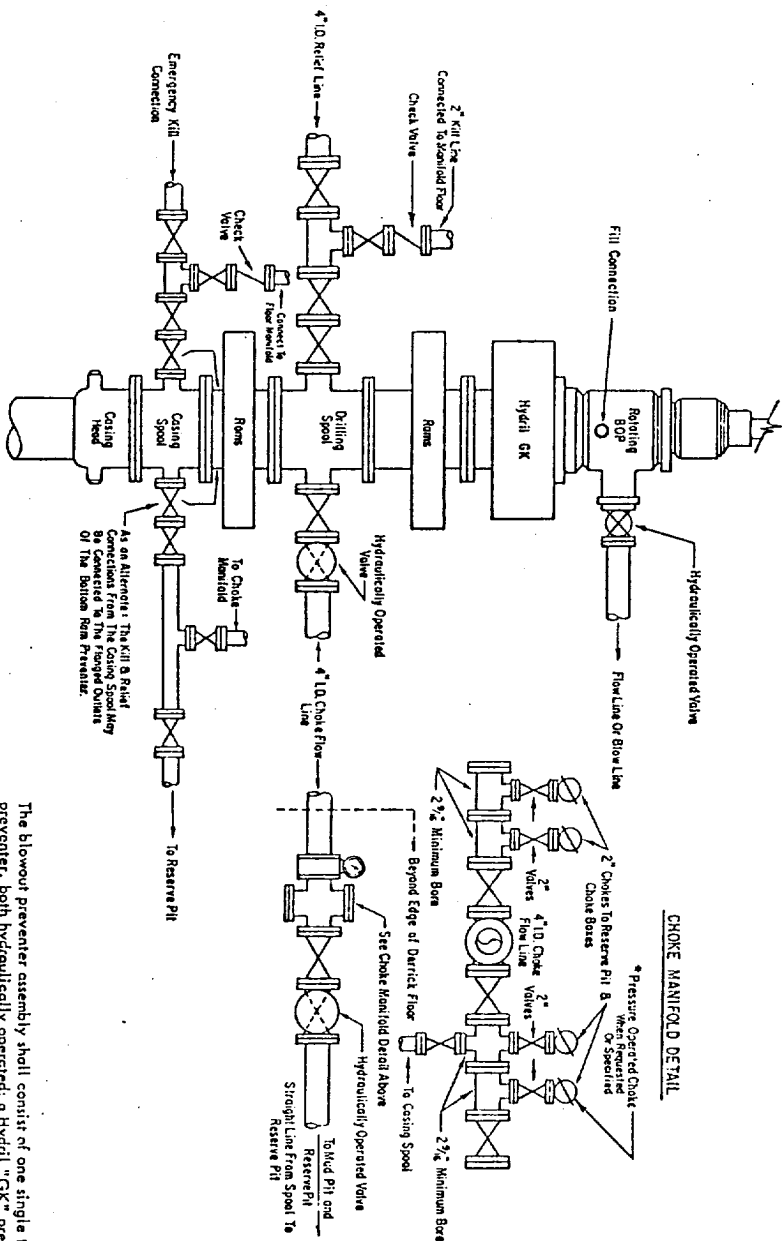 CHOKE MANIFOLD DETAIL
4" I.D. Relief Line
2" Kill Line
Connected To Manifold Floor
Check Valve
Fill Connection
Emergency Kill
Connection
Check
Valve
Connect To
Floor Manifold
Rotating
BOP
Hydril GK
Rams
Drilling
Spool
Rams
Casing
Spool
Casing
Head
Hydraulically Operated Valve
Flow Line Or Blow Line
Hydraulically Operated
Valve
4" I.D. Choke Flow
Line
To Choke
Manifold
As an Alternate: The Kill & Relief
Connections From The Casing Spool May
Be Connected To The Flanged Outlets
Of The Bottom Ram Preventer.
To Reserve Pit
2" Chokes To Reserve Pit &
Choke Boxes
*Pressure Operated Choke
When Requested
Or Specified
2"
Valves
2 9/16" Minimum Bore
4" I.D. Choke
Flow Line
2"
Valves
To Casing Spool
2 9/16" Minimum Bore
Beyond Edge of Derrick Floor
See Choke Manifold Detail Above
Hydraulically Operated Valve
To Mud Pit and
Reserve Pit
Straight Line From Spool To
Reserve Pit
The blowout preventer assembly shall consist of one single
preventer, both hydraulically operated; a Hydril "GK"